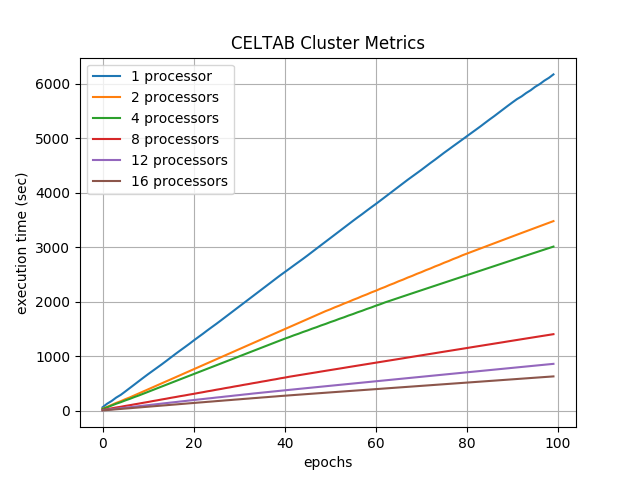 CELTAB Cluster Metrics
1 processor
2 processors
4 processors
8 processors
12 processors
16 processors
execution time (sec)
6000
5000
4000
3000
2000
1000
0
0 20 40 60 80 100
epochs